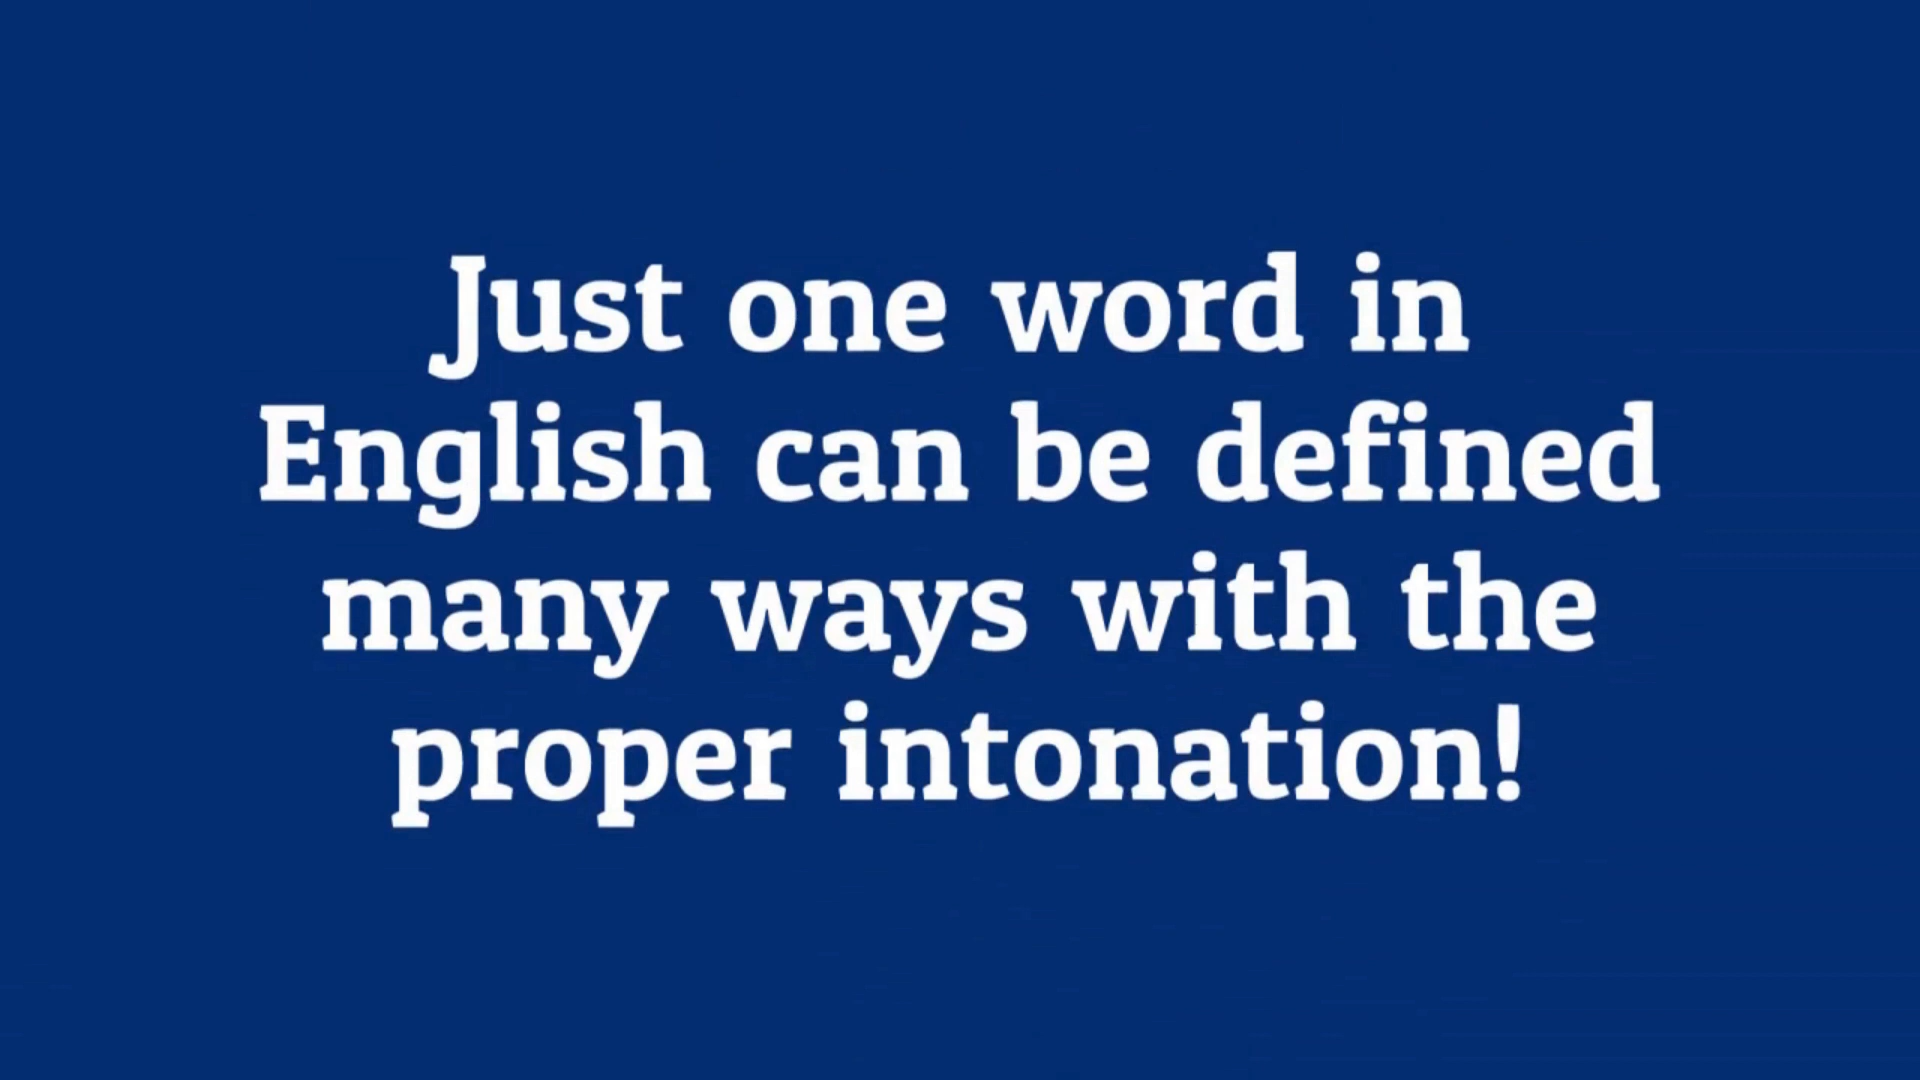 Just one word in
English can be defined
many ways with the
proper intonation!